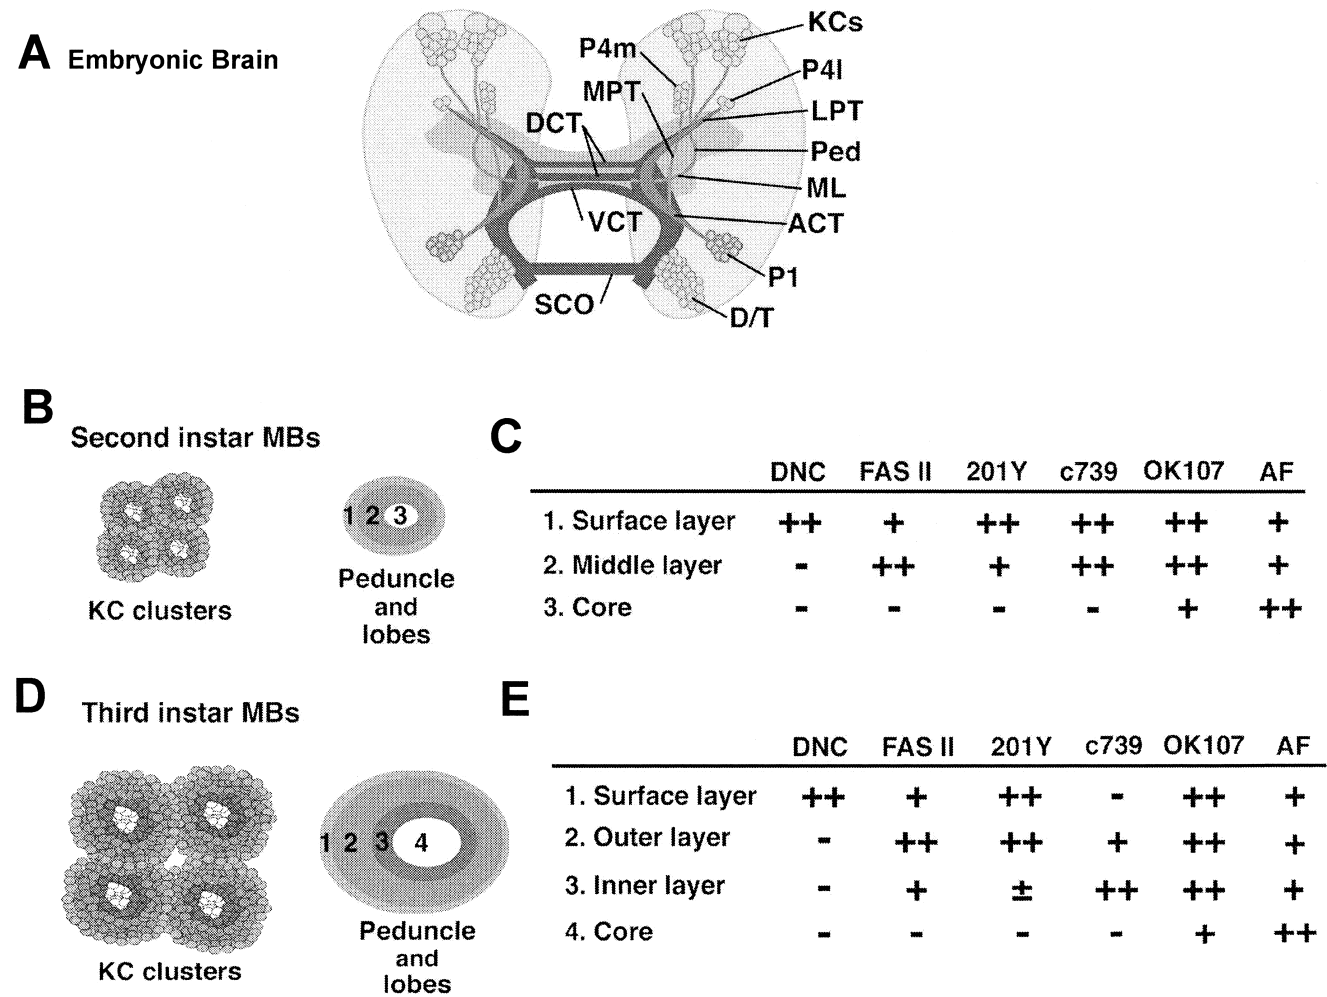 A Embryonic Brain
KCs
P4m
P4l
MPT
LPT
DCT
Ped
ML
VCT
ACT
P1
SCO
D/T
B
Second instar MBs
1 2 3
KC clusters
Peduncle
and
lobes
C
DNC FAS II 201Y c739 OK107 AF
1. Surface layer ++ + ++ ++ ++ +
2. Middle layer - ++ + ++ ++ +
3. Core - - - - + ++
D
Third instar MBs
1 2 3 4
KC clusters
Peduncle
and
lobes
E
DNC FAS II 201Y c739 OK107 AF
1. Surface layer ++ + ++ - ++ +
2. Outer layer - ++ ++ + ++ +
3. Inner layer - + ± ++ ++ +
4. Core - - - - + ++